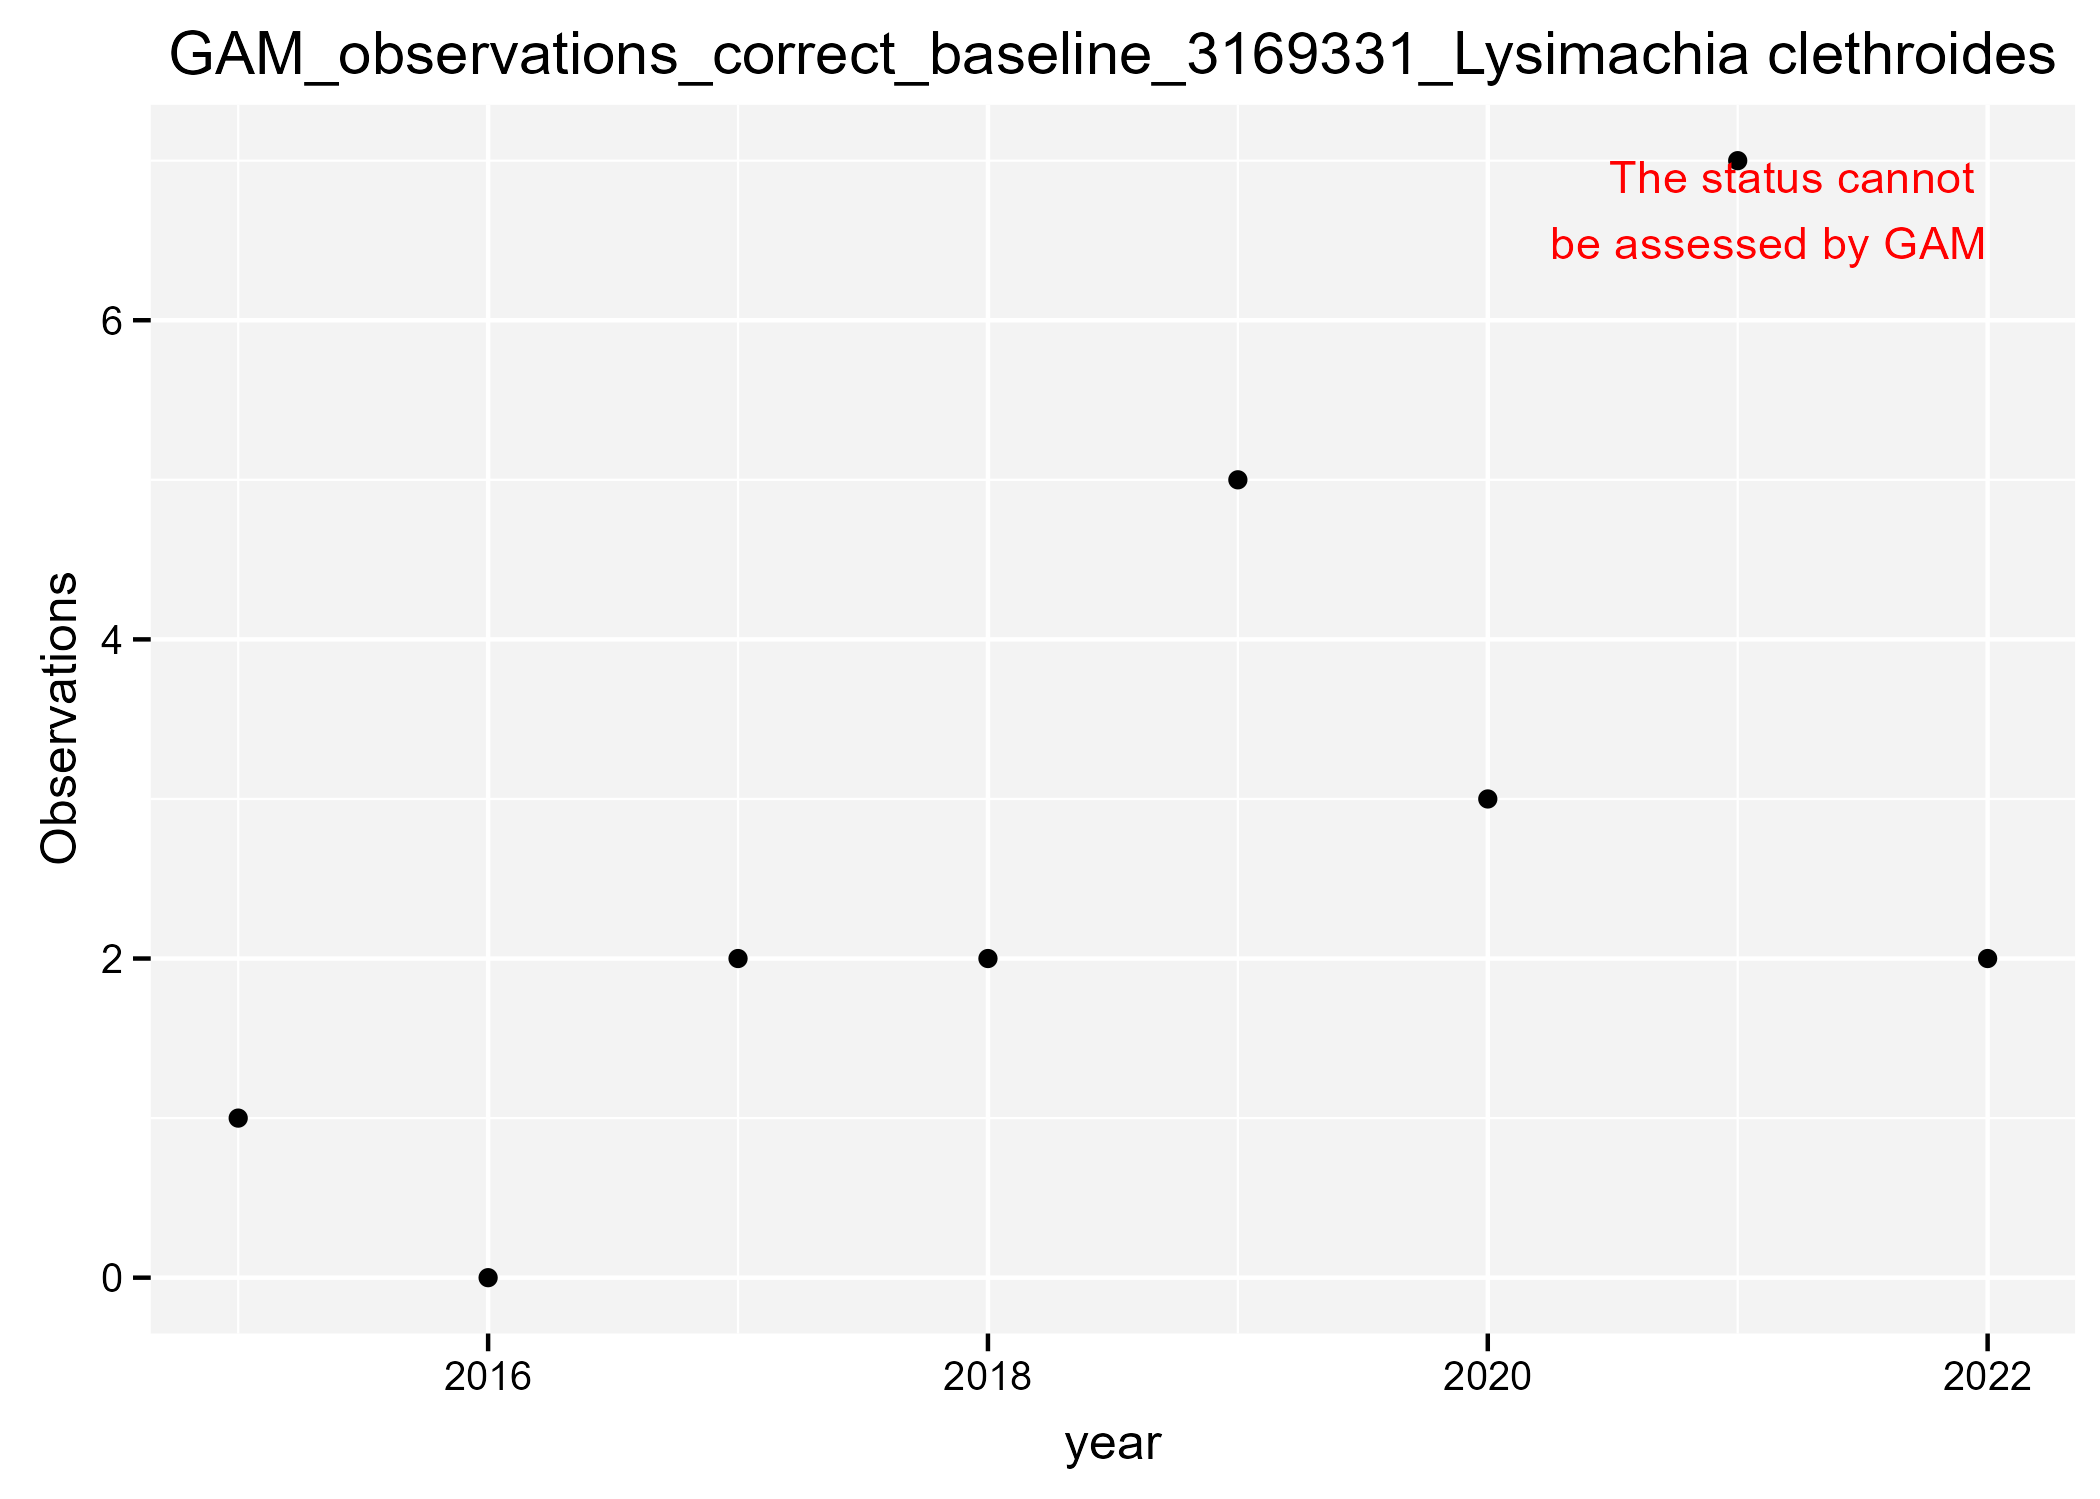 GAM_observations_correct_baseline_3169331_Lysimachia clethroides
The status cannot
be assessed by GAM
6
4
2
0
Observations
2016 2018 2020 2022
year